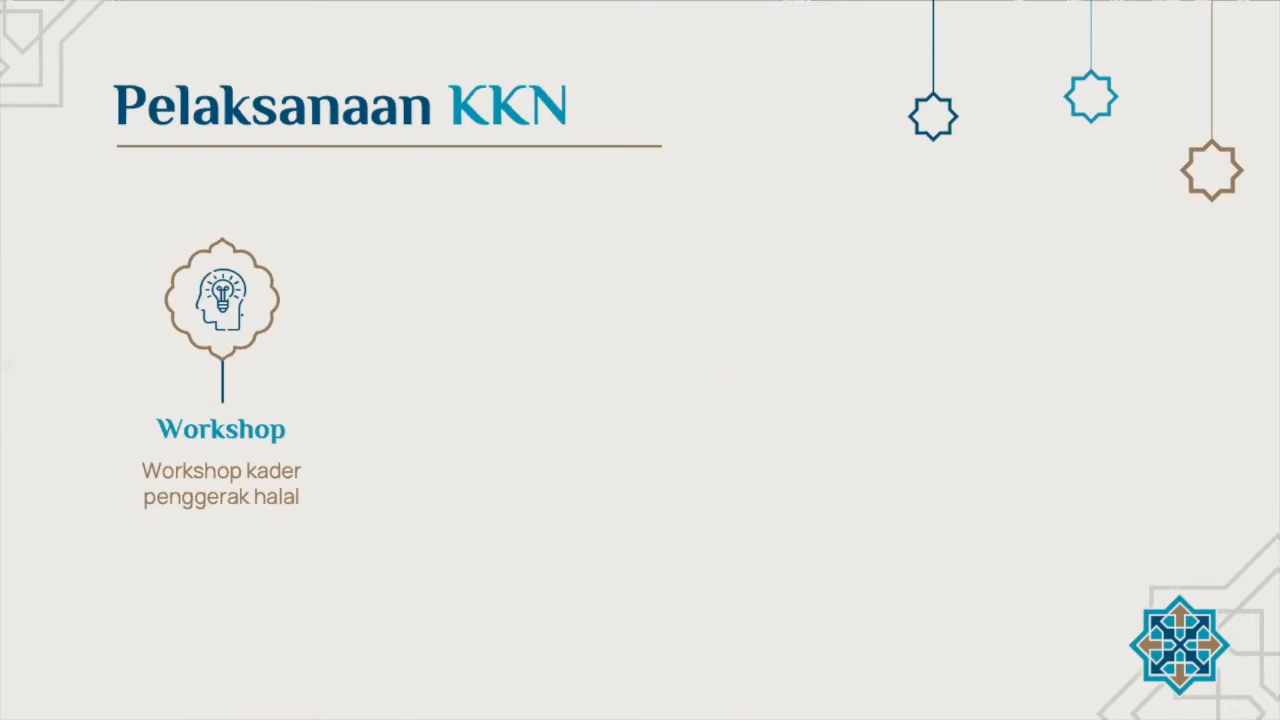 Pelaksanaan KKN
Workshop
Workshop kader
penggerak halal